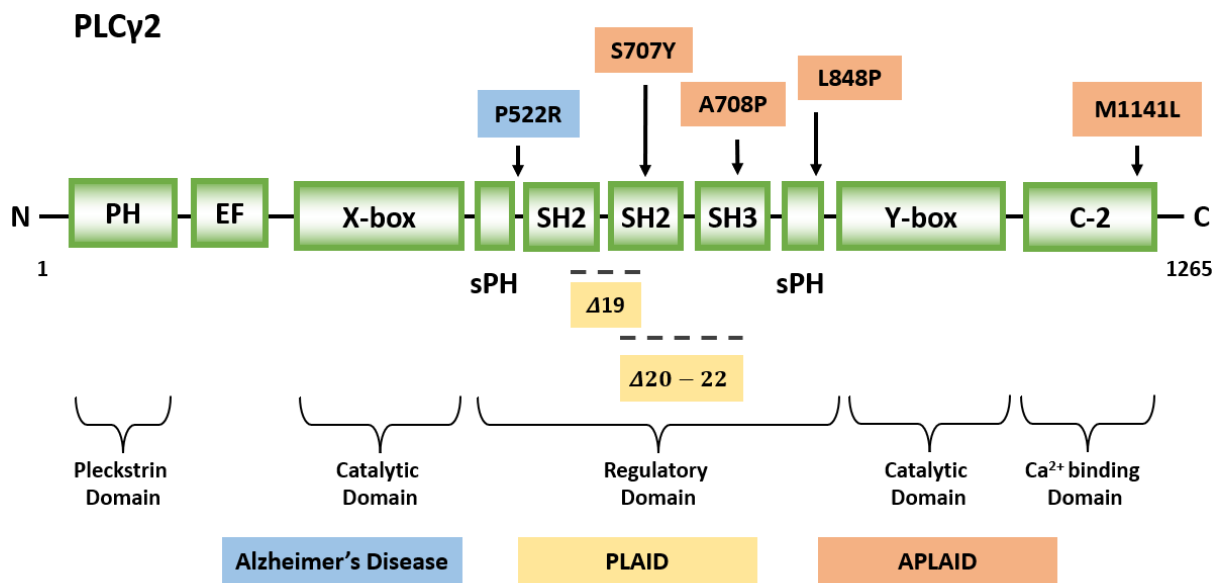 PLCγ2
S707Y
L848P
P522R
A708P
M1141L
N
PH
EF
X-box
SH2
SH2
SH3
Y-box
C-2
C
1
sPH
sPH
1265
Δ19
Δ20 − 22
Pleckstrin
Domain
Catalytic
Domain
Regulatory
Domain
Catalytic
Domain
Ca²⁺ binding
Domain
Alzheimer’s Disease
PLAID
APLAID